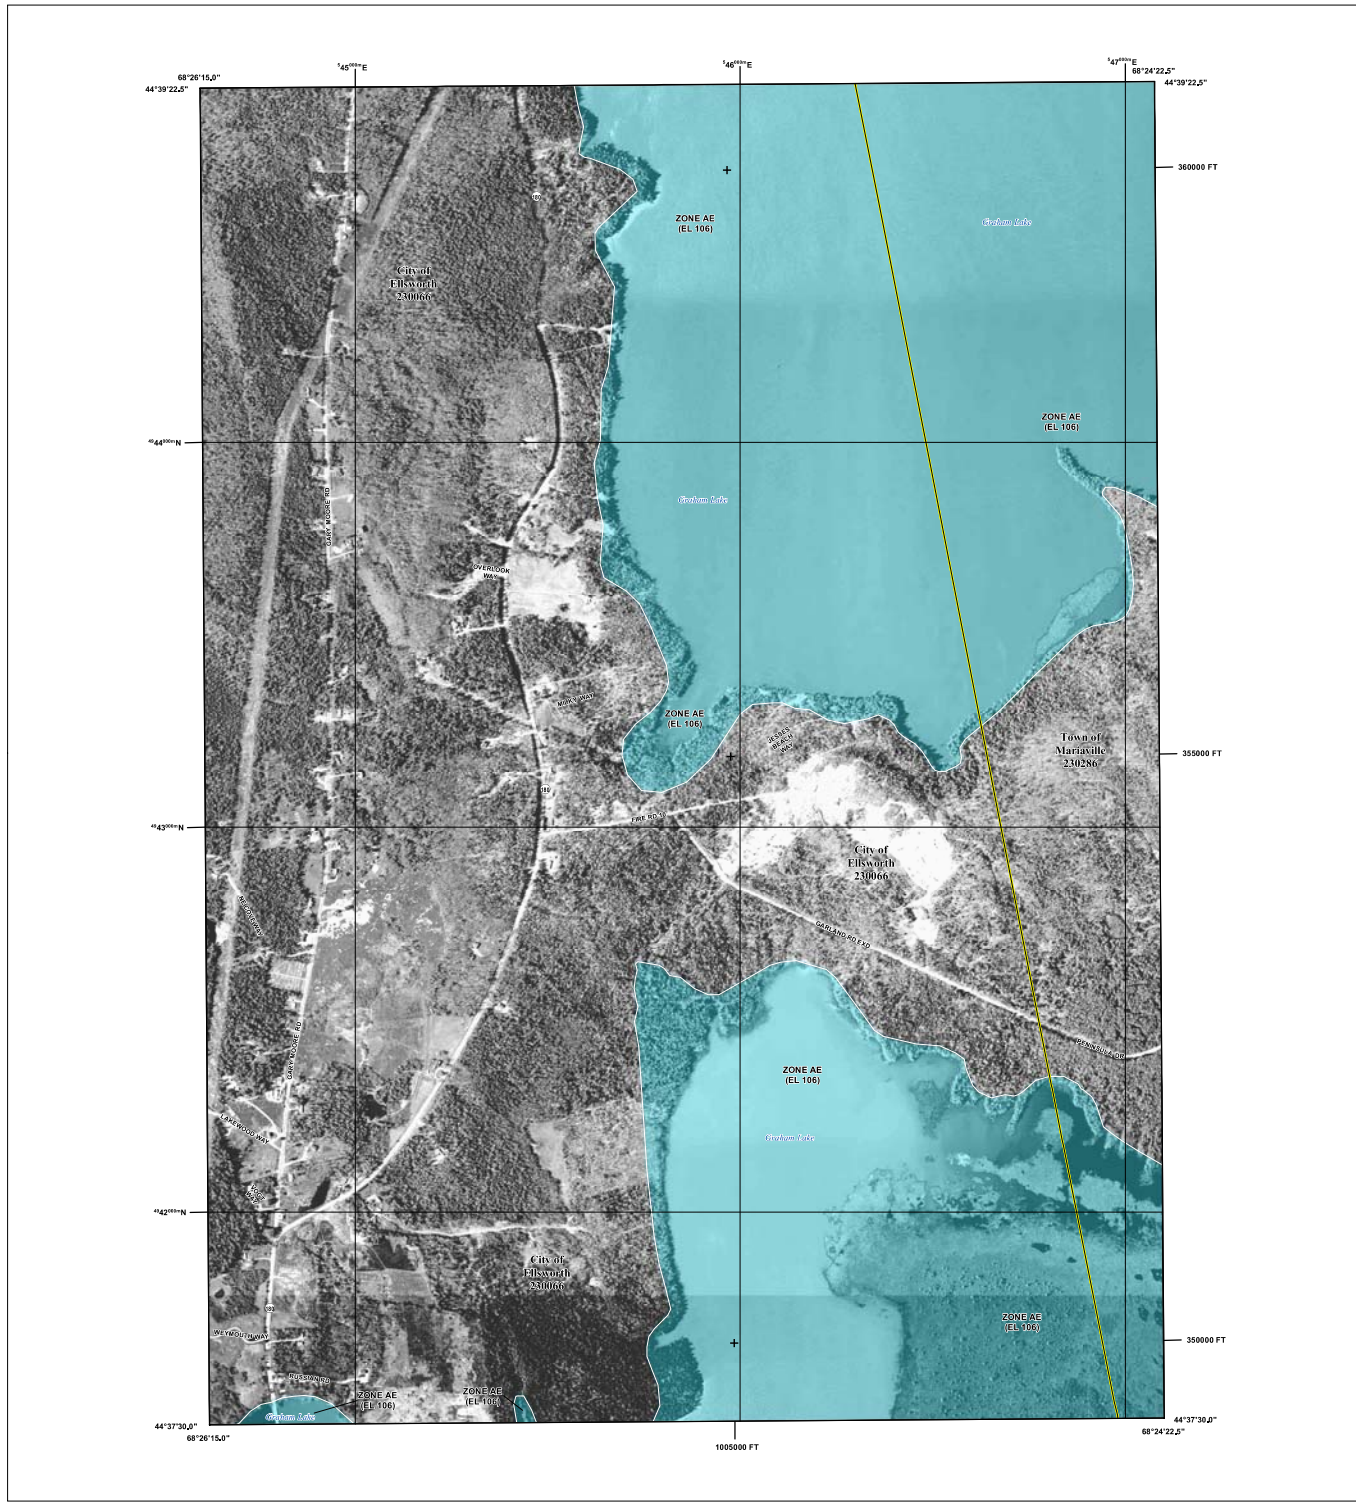 ⁵45⁰⁰⁰ᵐE
⁵46⁰⁰⁰ᵐE
⁵47⁰⁰⁰ᵐE
68°26'15.0"
68°24'22.5"
44°39'22.5"
44°39'22.5"
360000 FT
180
ZONE AE
(EL 106)
Graham Lake
City of
Ellsworth
230066
ZONE AE
(EL 106)
⁴⁹44⁰⁰⁰ᵐN
Graham Lake
GARY MOORE RD
OVERLOOK
WAY
MILKY WAY
ZONE AE
(EL 106)
JESSES
BEACH
WAY
Town of
Mariaville
230286
355000 FT
180
FIRE RD 10
⁴⁹43⁰⁰⁰ᵐN
City of
Ellsworth
230066
GARLAND RD EXD
GARY MOORE RD
PENINSULA DR
ZONE AE
(EL 106)
LAKEWOOD WAY
Graham Lake
VOGT
WAY
⁴⁹42⁰⁰⁰ᵐN
City of
Ellsworth
230066
180
ZONE AE
(EL 106)
WEYMOUTH WAY
350000 FT
RUSSIAN RD
ZONE AE
(EL 106)
ZONE AE
(EL 106)
Graham Lake
44°37'30.0"
44°37'30.0"
68°26'15.0"
68°24'22.5"
1005000 FT